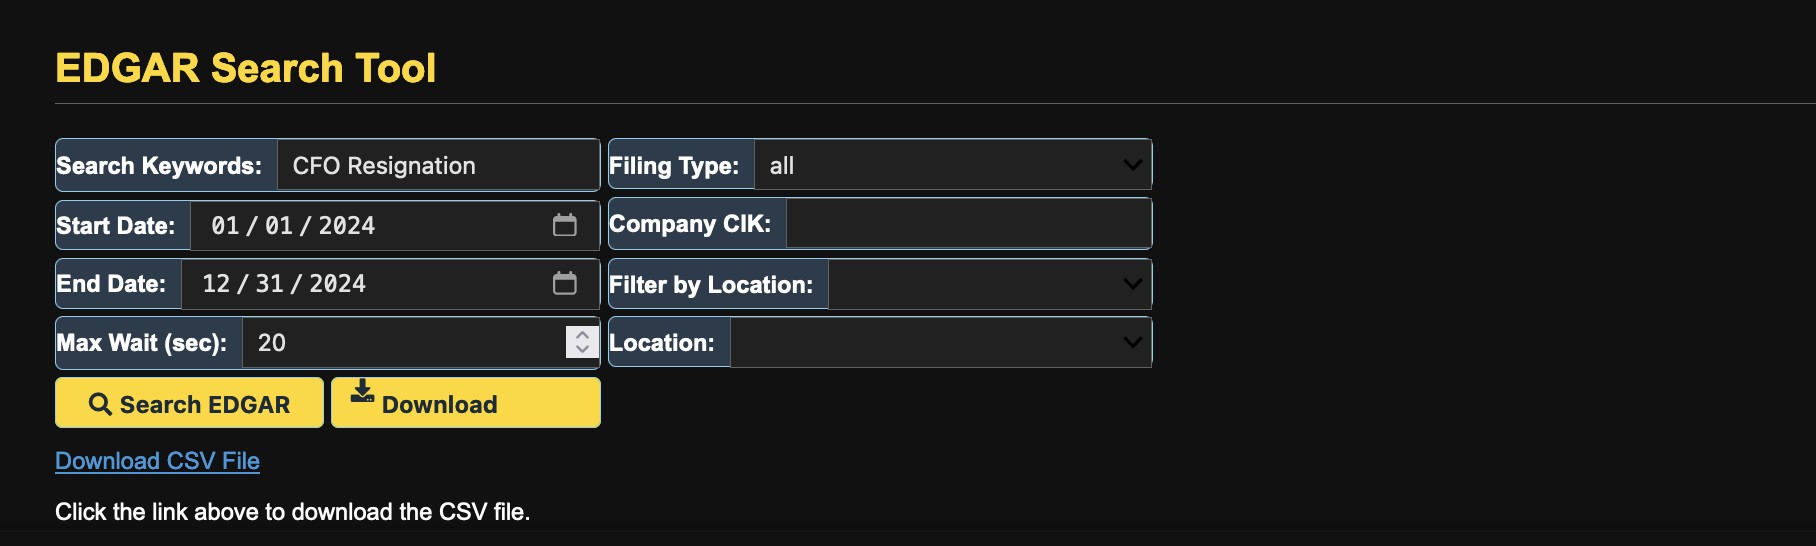 EDGAR Search Tool
Search Keywords: CFO Resignation Filing Type: all
Start Date: 01 / 01 / 2024 Company CIK:
End Date: 12 / 31 / 2024 Filter by Location:
Max Wait (sec): 20 Location:
Search EDGAR Download
Download CSV File
Click the link above to download the CSV file.